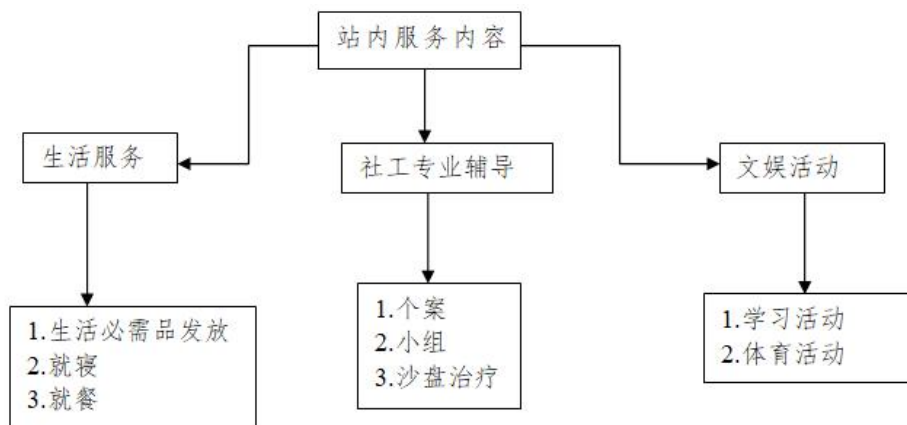 站内服务内容
生活服务
社工专业辅导
文娱活动
1.生活必需品发放
2.就寝
3.就餐
1.个案
2.小组
3.沙盘治疗
1.学习活动
2.体育活动